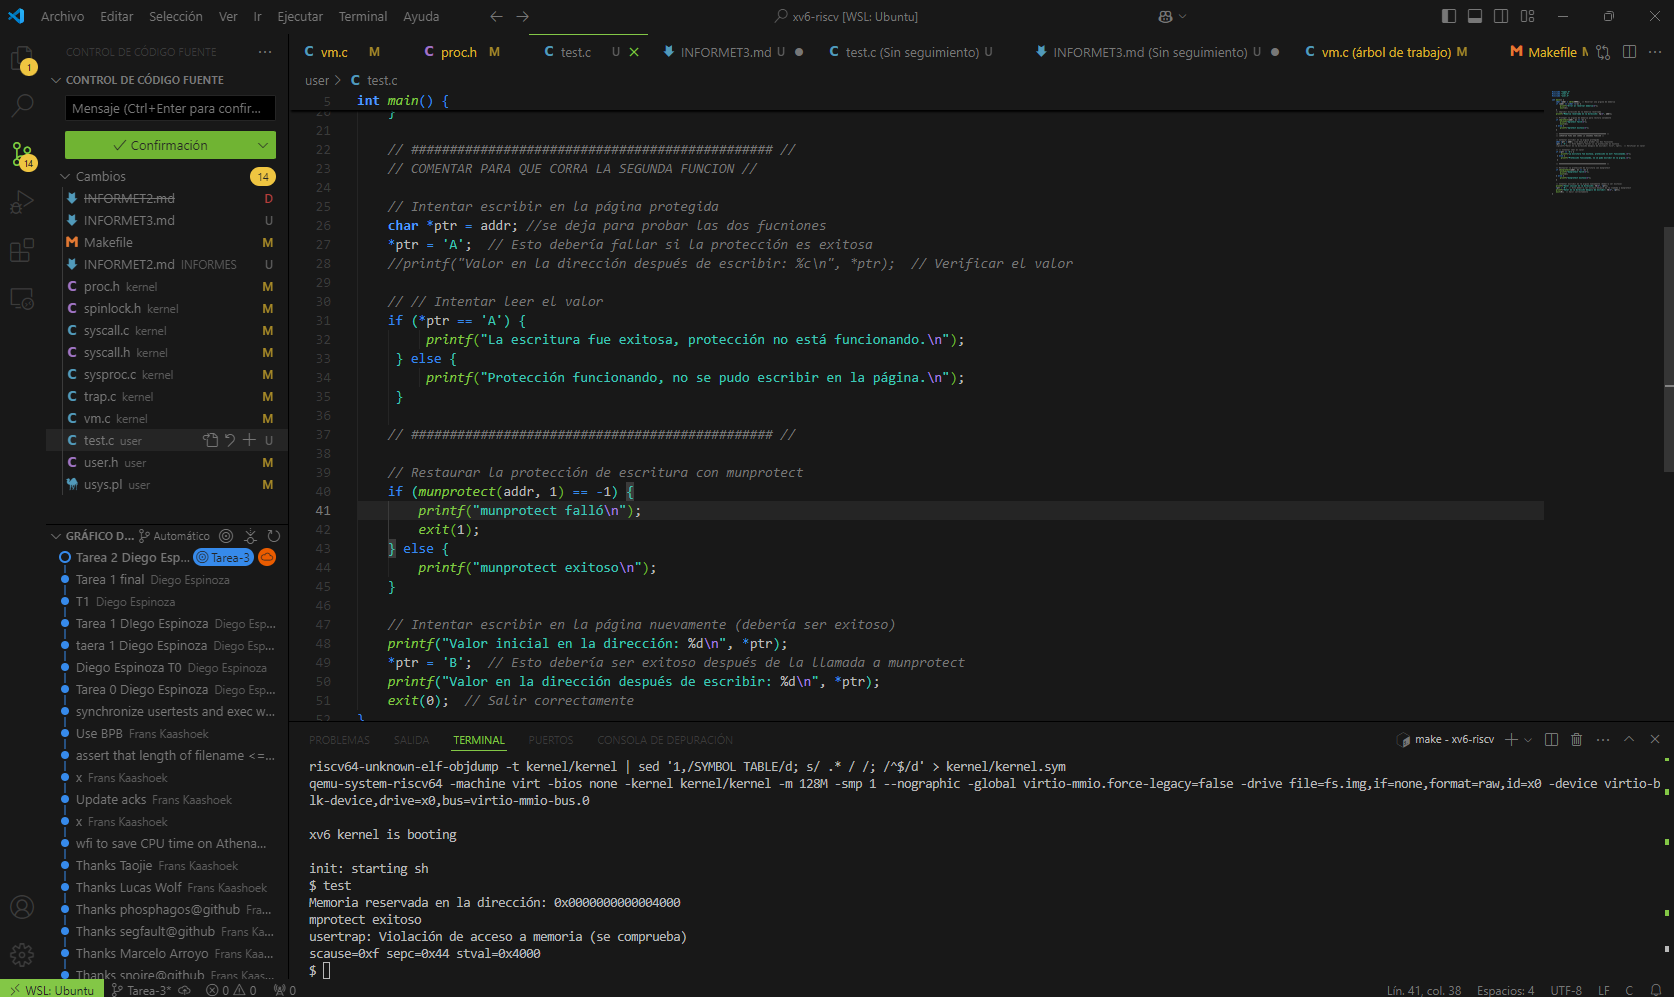 Archivo Editar Selección Ver Ir Ejecutar Terminal Ayuda
xv6-riscv [WSL: Ubuntu]
CONTROL DE CÓDIGO FUENTE
vm.c M proc.h M test.c U INFORMET3.md U test.c (Sin seguimiento) U INFORMET3.md (Sin seguimiento) U vm.c (árbol de trabajo) M Makefile
user > test.c
1
14
CONTROL DE CÓDIGO FUENTE
Mensaje (Ctrl+Enter para confir...
Confirmación
Cambios 14
INFORMET2.md D
INFORMET3.md U
Makefile M
INFORMET2.md INFORMES U
proc.h kernel M
spinlock.h kernel M
syscall.c kernel M
syscall.h kernel M
sysproc.c kernel M
trap.c kernel M
vm.c kernel M
test.c user U
user.h user M
usys.pl user M
GRÁFICO D... Automático
Tarea 2 Diego Esp... Tarea-3
Tarea 1 final Diego Espinoza
T1 Diego Espinoza
Tarea 1 DIego Espinoza Diego Esp...
taera 1 Diego Espinoza Diego Esp...
Diego Espinoza T0 Diego Espinoza
Tarea 0 Diego Espinoza Diego Esp...
synchronize usertests and exec w...
Use BPB Frans Kaashoek
assert that length of filename <=...
x Frans Kaashoek
Update acks Frans Kaashoek
x Frans Kaashoek
wfi to save CPU time on Athena...
Thanks Taojie Frans Kaashoek
Thanks Lucas Wolf Frans Kaashoek
Thanks phosphagos@github Fra...
Thanks segfault@github Frans Ka...
Thanks Marcelo Arroyo Frans Kaa...
Thanks snoire@github Frans Kaas...
5 int main() {
20 }
21
22 // ############################################### //
23 // COMENTAR PARA QUE CORRA LA SEGUNDA FUNCION //
24
25 // Intentar escribir en la página protegida
26 char *ptr = addr; //se deja para probar las dos fucniones
27 *ptr = 'A'; // Esto debería fallar si la protección es exitosa
28 //printf("Valor en la dirección después de escribir: %c\n", *ptr); // Verificar el valor
29
30 // // Intentar leer el valor
31 if (*ptr == 'A') {
32 printf("La escritura fue exitosa, protección no está funcionando.\n");
33 } else {
34 printf("Protección funcionando, no se pudo escribir en la página.\n");
35 }
36
37 // ############################################### //
38
39 // Restaurar la protección de escritura con munprotect
40 if (munprotect(addr, 1) == -1) {
41 printf("munprotect falló\n");
42 exit(1);
43 } else {
44 printf("munprotect exitoso\n");
45 }
46
47 // Intentar escribir en la página nuevamente (debería ser exitoso)
48 printf("Valor inicial en la dirección: %d\n", *ptr);
49 *ptr = 'B'; // Esto debería ser exitoso después de la llamada a munprotect
50 printf("Valor en la dirección después de escribir: %d\n", *ptr);
51 exit(0); // Salir correctamente
52 }
PROBLEMAS SALIDA TERMINAL PUERTOS CONSOLA DE DEPURACIÓN
make - xv6-riscv
riscv64-unknown-elf-objdump -t kernel/kernel | sed '1,/SYMBOL TABLE/d; s/ .* / /; /^$/d' > kernel/kernel.sym
qemu-system-riscv64 -machine virt -bios none -kernel kernel/kernel -m 128M -smp 1 --nographic -global virtio-mmio.force-legacy=false -drive file=fs.img,if=none,format=raw,id=x0 -device virtio-b
lk-device,drive=x0,bus=virtio-mmio-bus.0
xv6 kernel is booting
init: starting sh
$ test
Memoria reservada en la dirección: 0x0000000000004000
mprotect exitoso
usertrap: Violación de acceso a memoria (se comprueba)
scause=0xf sepc=0x44 stval=0x4000
$
WSL: Ubuntu Tarea-3* 0 0 0
Lín. 41, col. 38 Espacios: 4 UTF-8 LF C